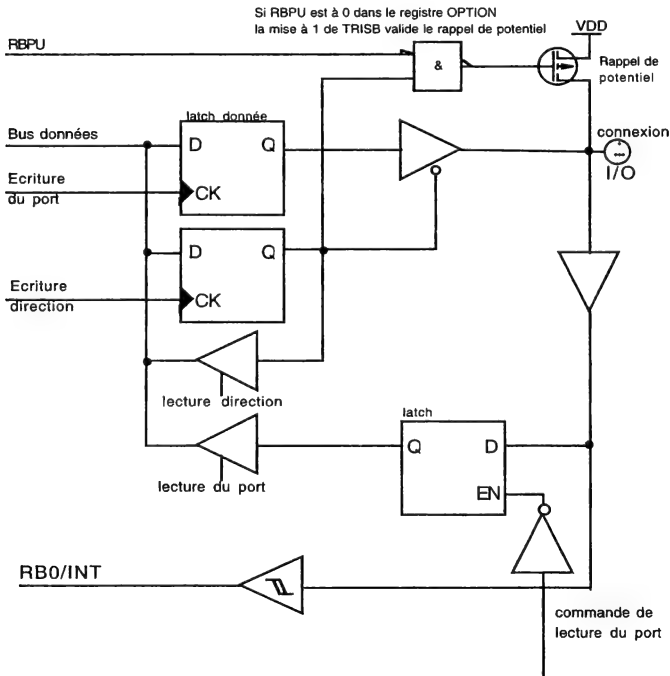 Si RBPU est à 0 dans le registre OPTION
la mise à 1 de TRISB valide le rappel de potentiel
VDD
RBPU
&
Rappel de
potentiel
latch donnée
Bus données
D
Q
connexion
I/O
Ecriture
du port
CK
D
Q
Ecriture
direction
CK
lecture direction
latch
Q
D
lecture du port
EN
RB0/INT
commande de
lecture du port